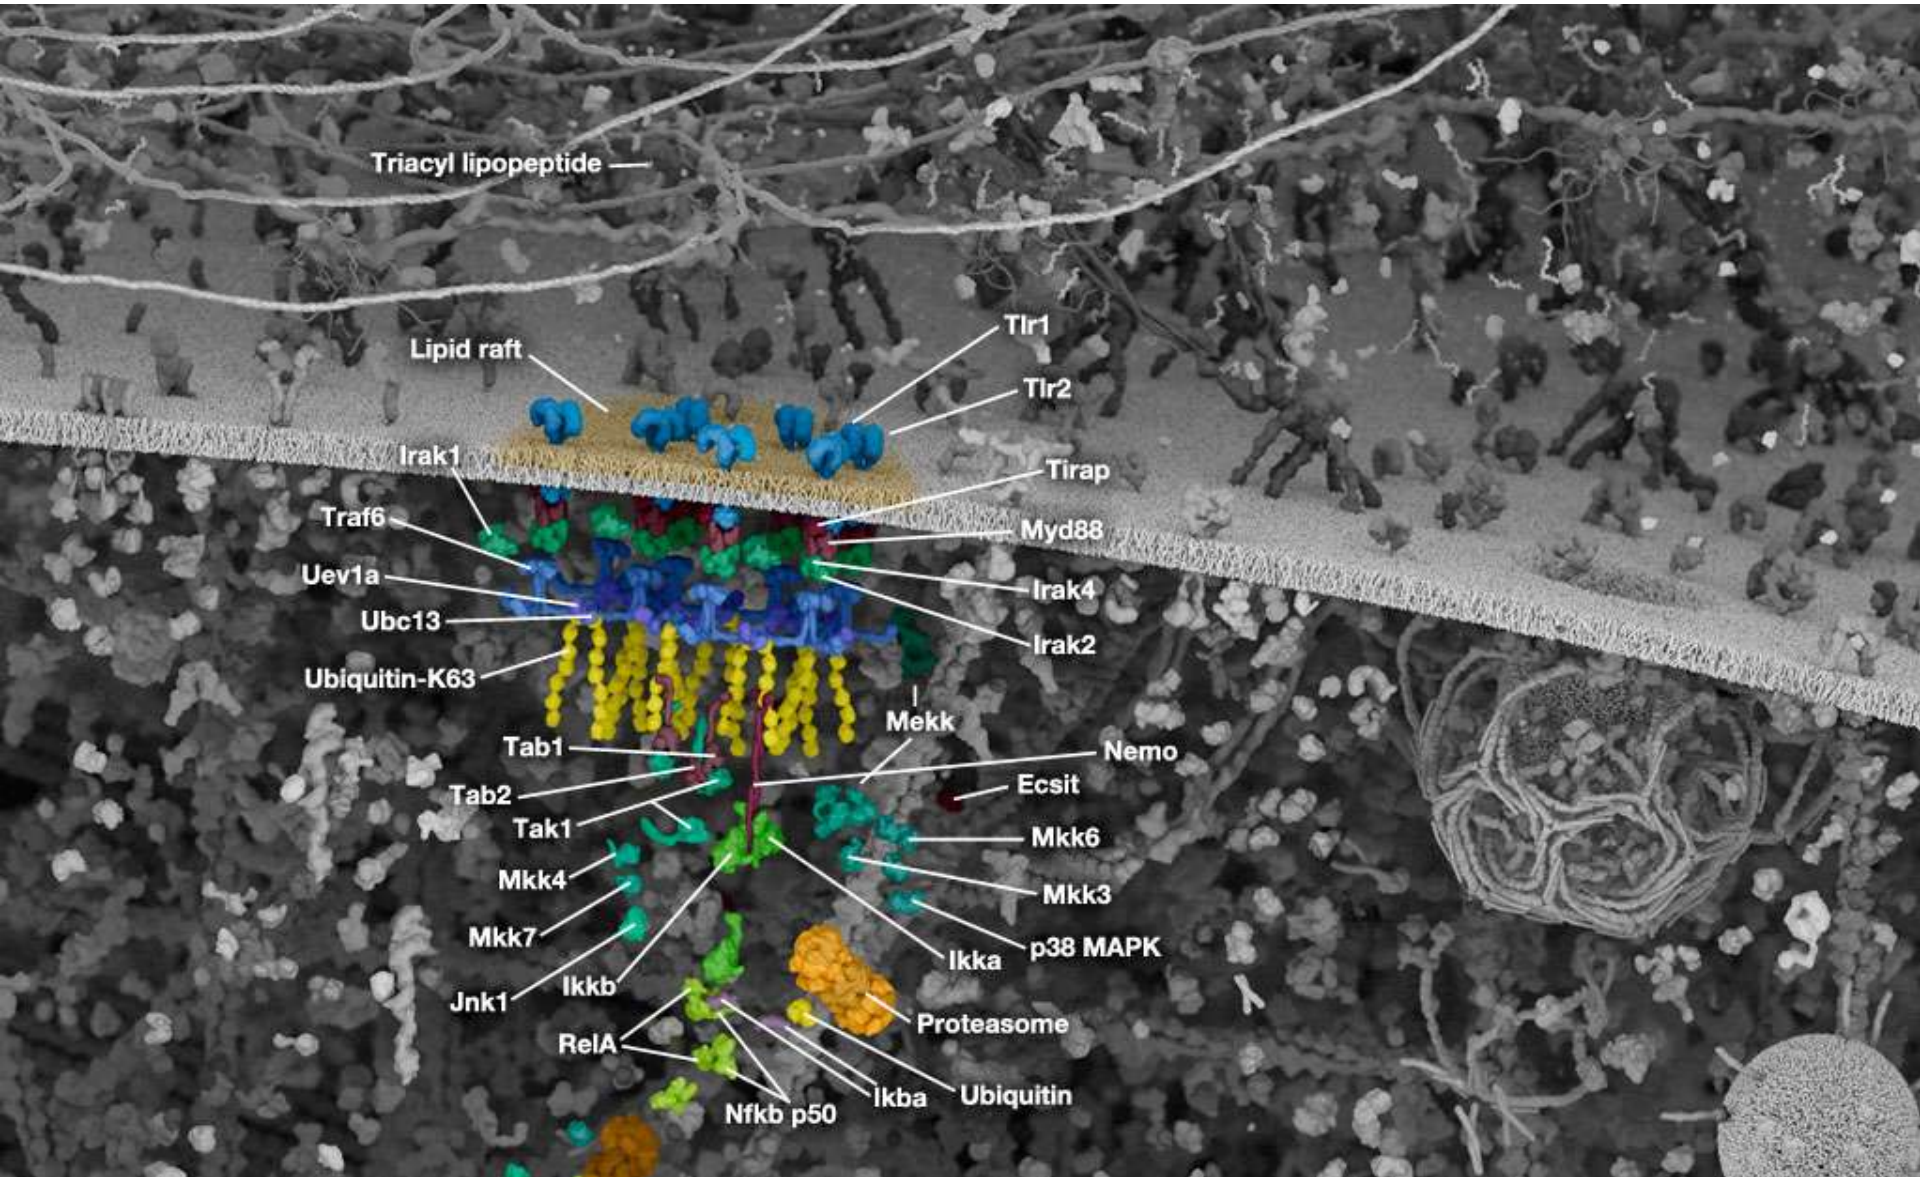 Triacyl lipopeptide
Tlr1
Lipid raft
Tlr2
Irak1
Tirap
Traf6
Myd88
Uev1a
Irak4
Ubc13
Irak2
Ubiquitin-K63
Mekk
Tab1
Nemo
Ecsit
Tab2
Tak1
Mkk6
Mkk4
Mkk3
Mkk7
p38 MAPK
Ikka
Ikkb
Jnk1
Proteasome
RelA
Ubiquitin
Ikba
Nfkb p50